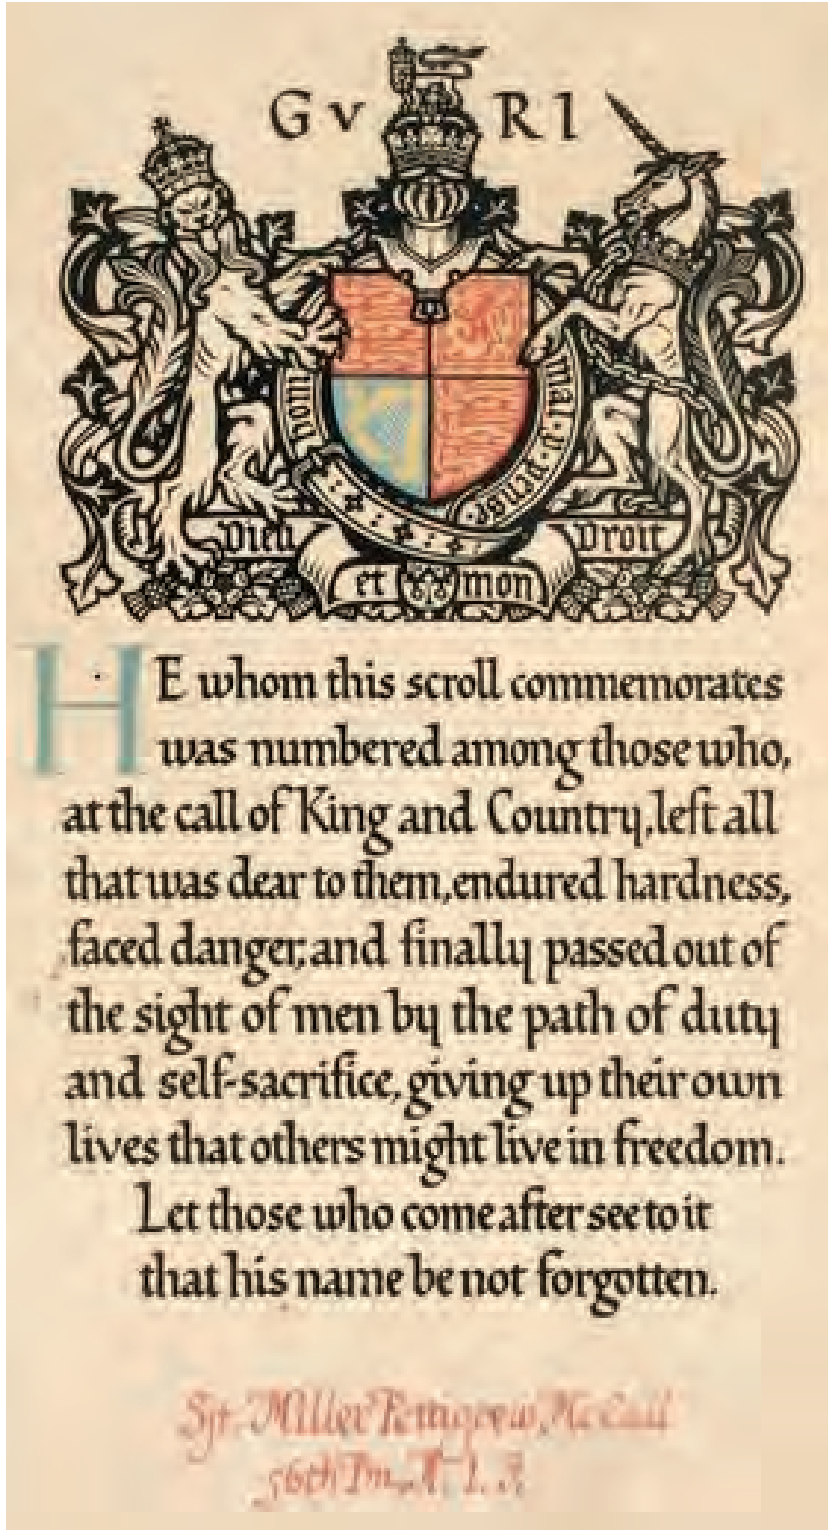 G V R I
Honi mal y pense
Dieu Droit
et mon
HE whom this scroll commemorates
was numbered among those who,
at the call of King and Country, left all
that was dear to them, endured hardness,
faced danger, and finally passed out of
the sight of men by the path of duty
and self-sacrifice, giving up their own
lives that others might live in freedom.
Let those who come after see to it
that his name be not forgotten.
Sjt. Miller Pettigrew McCall
56th Inf. A. I. F.